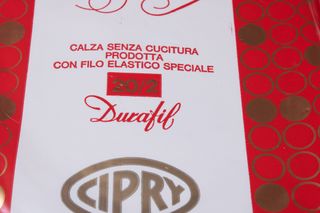 CALZA SENZA CUCITURA
PRODOTTA
CON FILO ELASTICO SPECIALE
20/2
Durafil
CIPRY